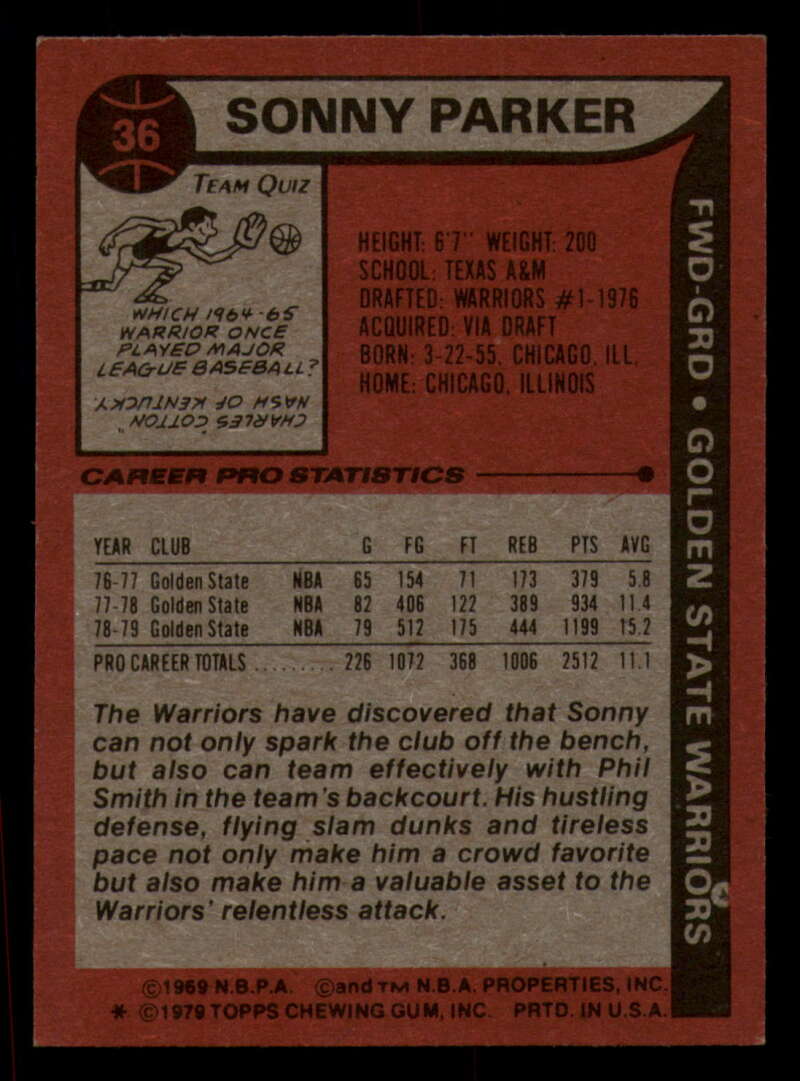 36
SONNY PARKER
TEAM QUIZ
WHICH 1964-65
WARRIOR ONCE
PLAYED MAJOR
LEAGUE BASEBALL?
CHARLES "COTTON"
NASH OF KENTUCKY.
HEIGHT: 6'7" WEIGHT: 200
SCHOOL: TEXAS A&M
DRAFTED: WARRIORS #1-1976
ACQUIRED: VIA DRAFT
BORN: 3-22-55, CHICAGO, ILL.
HOME: CHICAGO, ILLINOIS
FWD-GRD • GOLDEN STATE WARRIORS
CAREER PRO STATISTICS
YEAR CLUB G FG FT REB PTS AVG
76-77 Golden State NBA 65 154 71 173 379 5.8
77-78 Golden State NBA 82 406 122 389 934 11.4
78-79 Golden State NBA 79 512 175 444 1199 15.2
PRO CAREER TOTALS .......... 226 1072 368 1006 2512 11.1
The Warriors have discovered that Sonny
can not only spark the club off the bench,
but also can team effectively with Phil
Smith in the team's backcourt. His hustling
defense, flying slam dunks and tireless
pace not only make him a crowd favorite
but also make him a valuable asset to the
Warriors' relentless attack.
©1969 N.B.P.A. ©and TM N.B.A. PROPERTIES, INC.
* ©1979 TOPPS CHEWING GUM, INC. PRTD. IN U.S.A.